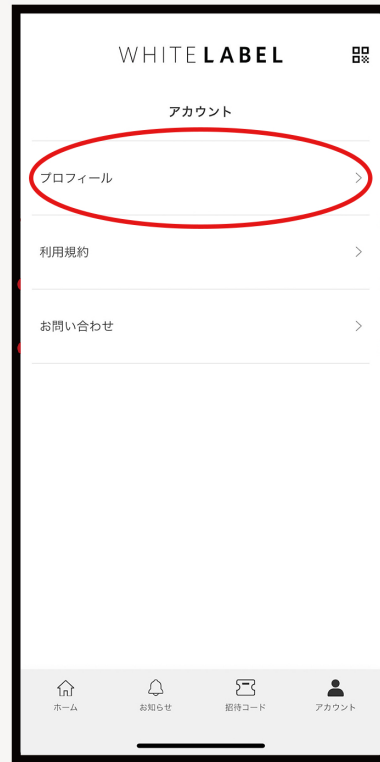 WHITE LABEL
アカウント
プロフィール
利用規約
お問い合わせ
ホーム
お知らせ
招待コード
アカウント